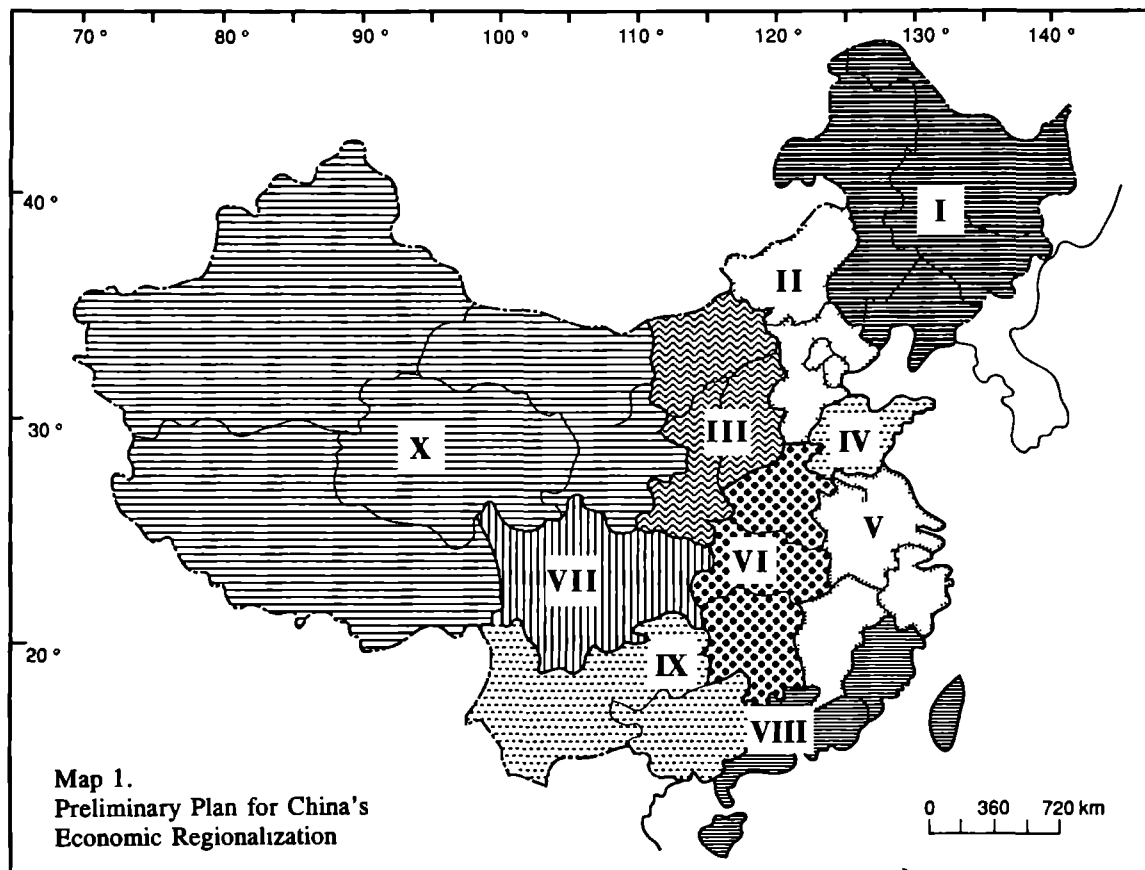 70° 80° 90° 100° 110° 120° 130° 140°
40°
30°
20°
I
II
III
IV
X
V
VI
VII
IX
VIII
Map 1.
Preliminary Plan for China's
Economic Regionalization
0 360 720 km